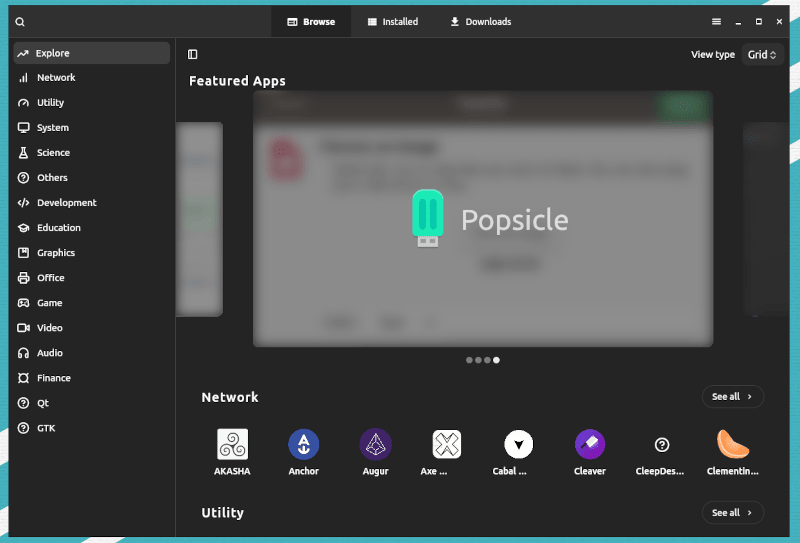 Browse
Installed
Downloads
Explore
Network
Utility
System
Science
Others
Development
Education
Graphics
Office
Game
Video
Audio
Finance
Qt
GTK
View type Grid
Featured Apps
Popsicle
Network
See all
AKASHA
Anchor
Augur
Axe ...
Cabal ...
Cleaver
CleepDes...
Clementin...
Utility
See all